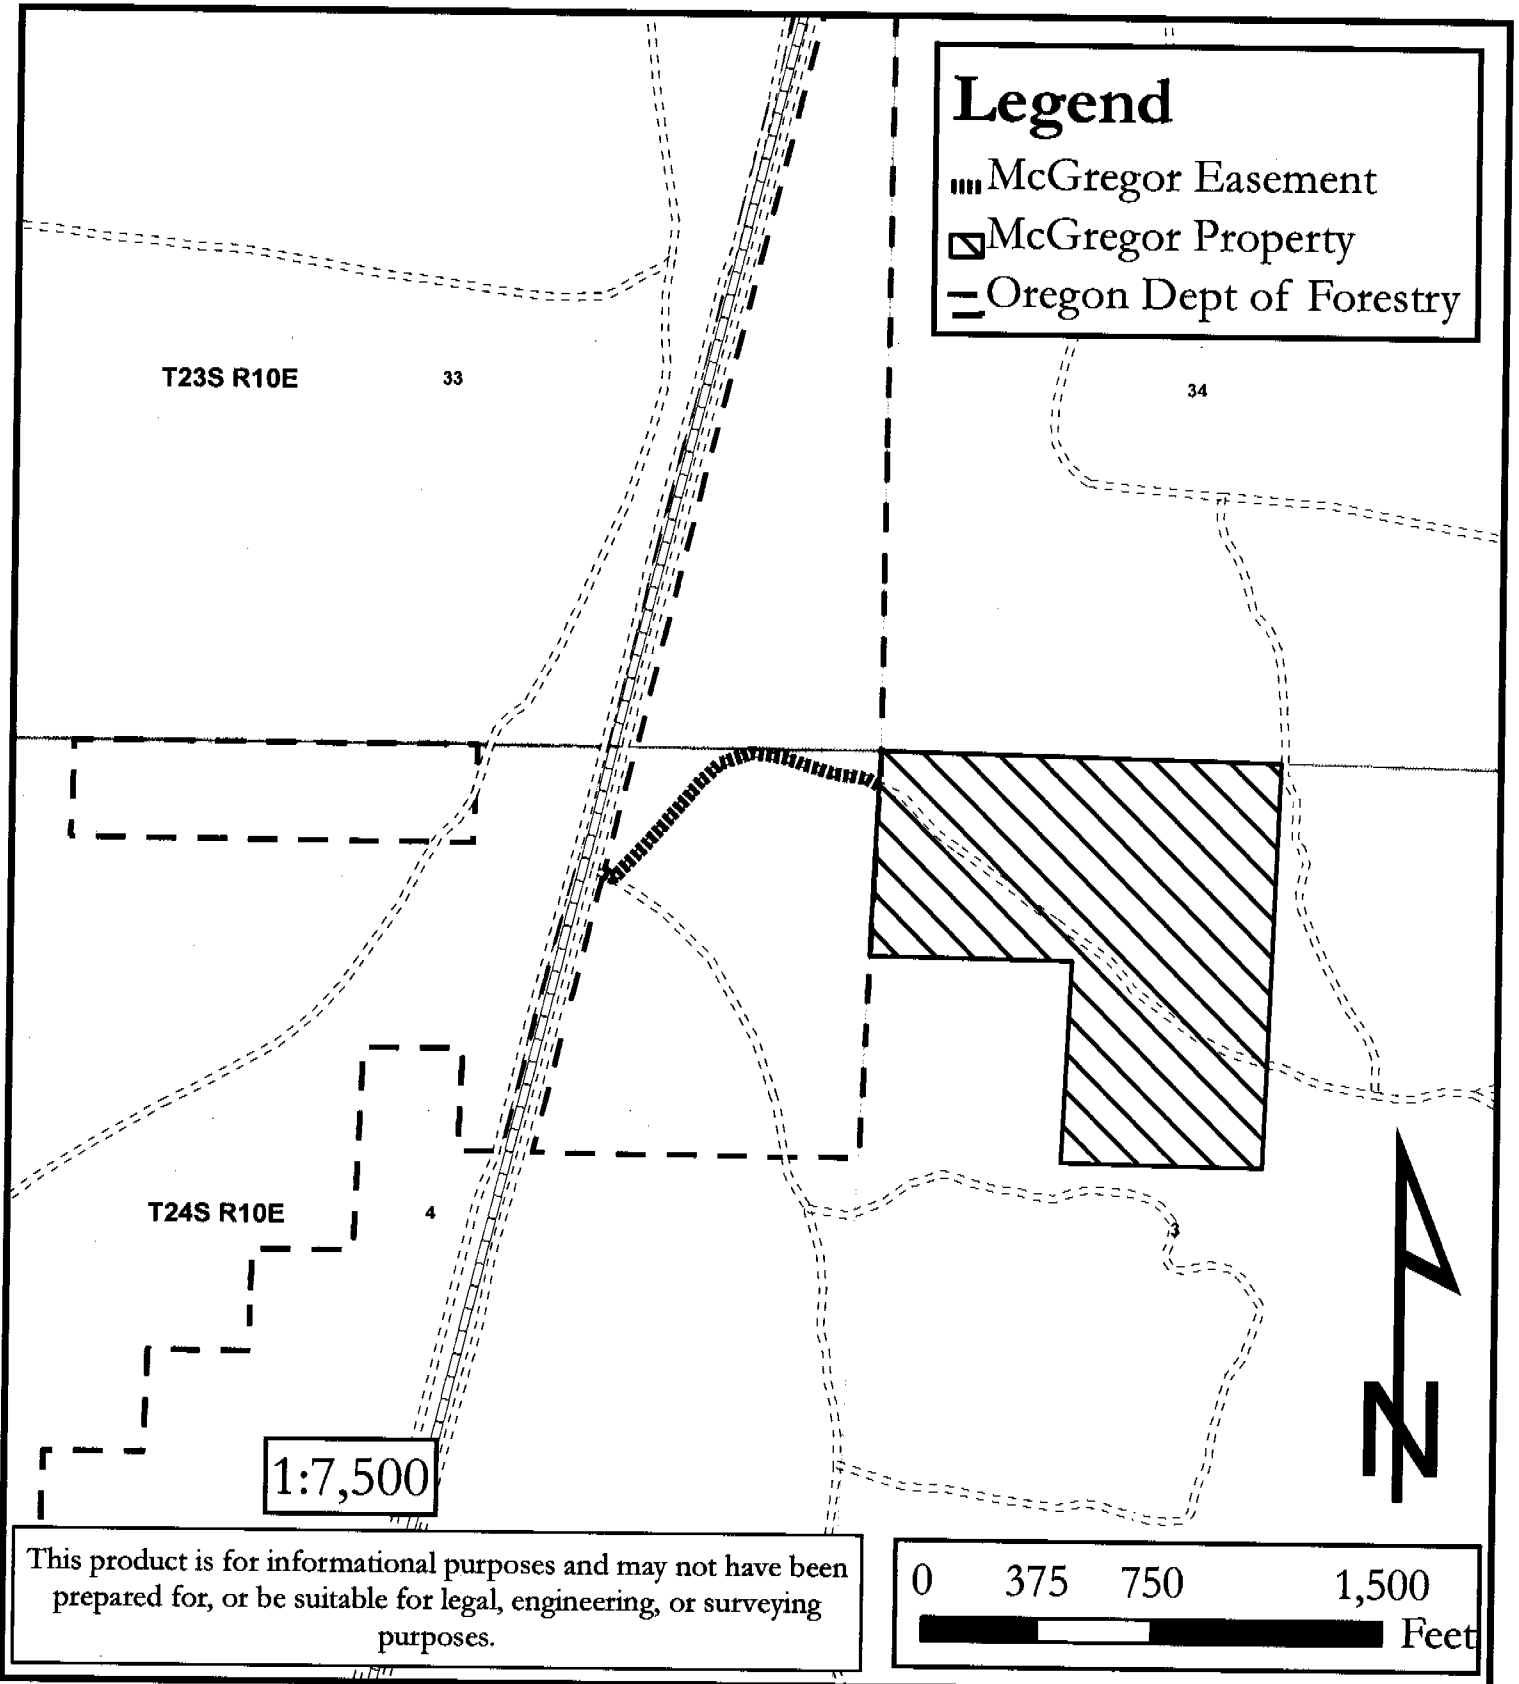 Legend
McGregor Easement
McGregor Property
Oregon Dept of Forestry
T23S R10E
33
34
T24S R10E
4
3
N
1:7,500
This product is for informational purposes and may not have been
prepared for, or be suitable for legal, engineering, or surveying
purposes.
0 375 750 1,500
Feet